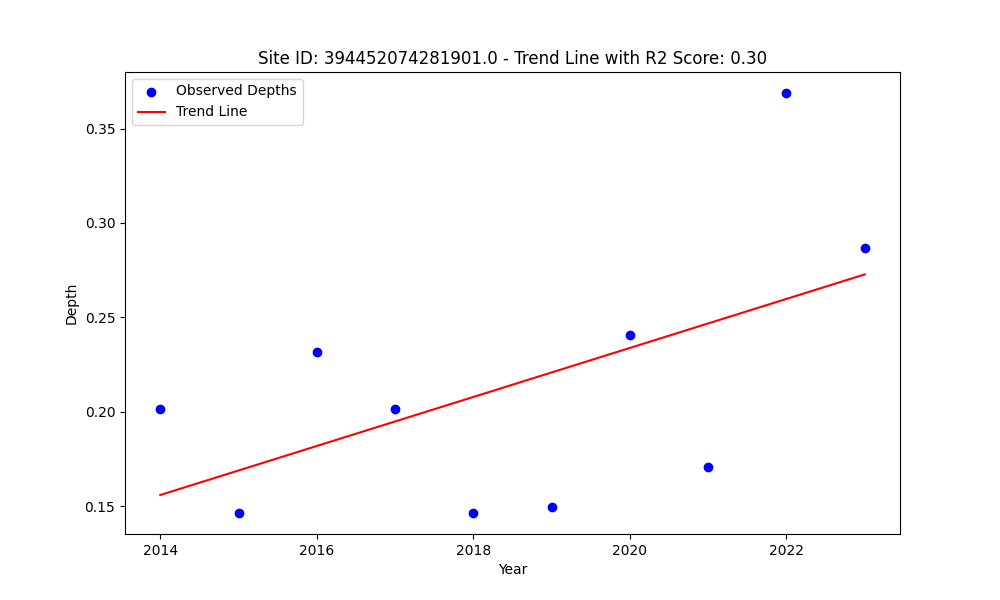 Site ID: 394452074281901.0 - Trend Line with R2 Score: 0.30
Observed Depths
Trend Line
0.35
0.30
0.25
0.20
0.15
Depth
2014
2016
2018
2020
2022
Year